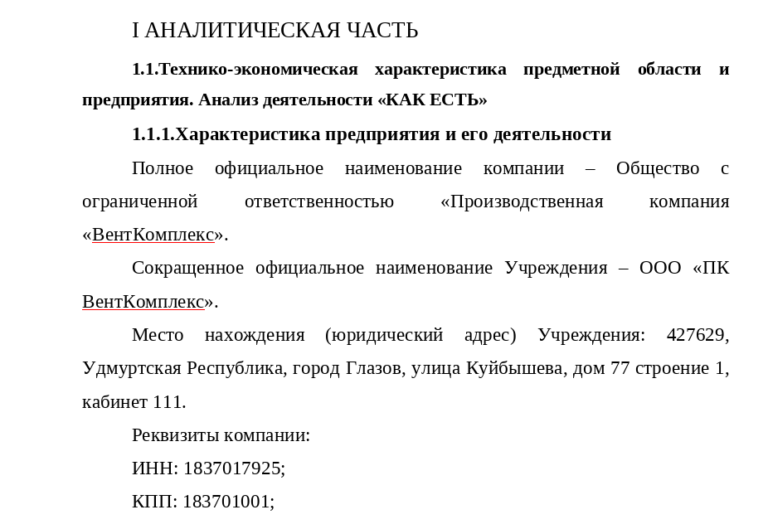 I АНАЛИТИЧЕСКАЯ ЧАСТЬ
1.1.Технико-экономическая характеристика предметной области и
предприятия. Анализ деятельности «КАК ЕСТЬ»
1.1.1.Характеристика предприятия и его деятельности
Полное официальное наименование компании – Общество с
ограниченной ответственностью «Производственная компания
«ВентКомплекс».
Сокращенное официальное наименование Учреждения – ООО «ПК
ВентКомплекс».
Место нахождения (юридический адрес) Учреждения: 427629,
Удмуртская Республика, город Глазов, улица Куйбышева, дом 77 строение 1,
кабинет 111.
Реквизиты компании:
ИНН: 1837017925;
КПП: 183701001;